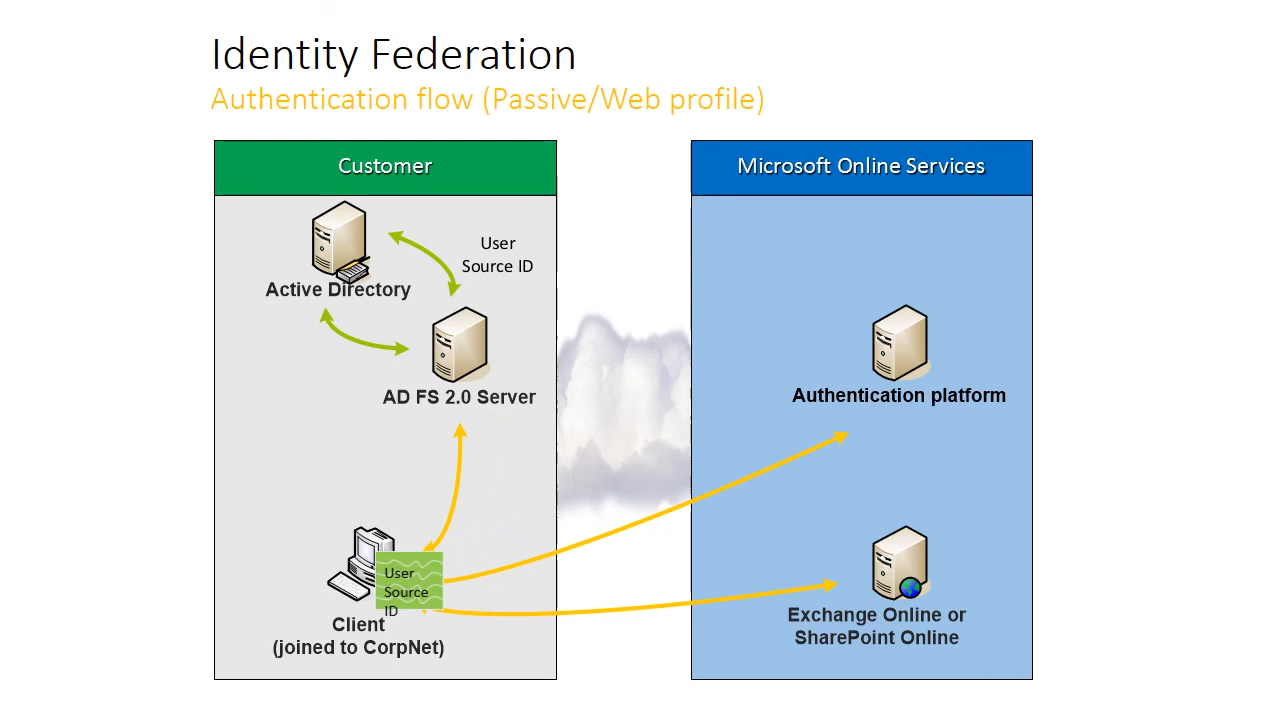 Identity Federation
Authentication flow (Passive/Web profile)
Customer
Microsoft Online Services
User
Source ID
Active Directory
AD FS 2.0 Server
Authentication platform
User
Source
ID
Client
(joined to CorpNet)
Exchange Online or
SharePoint Online